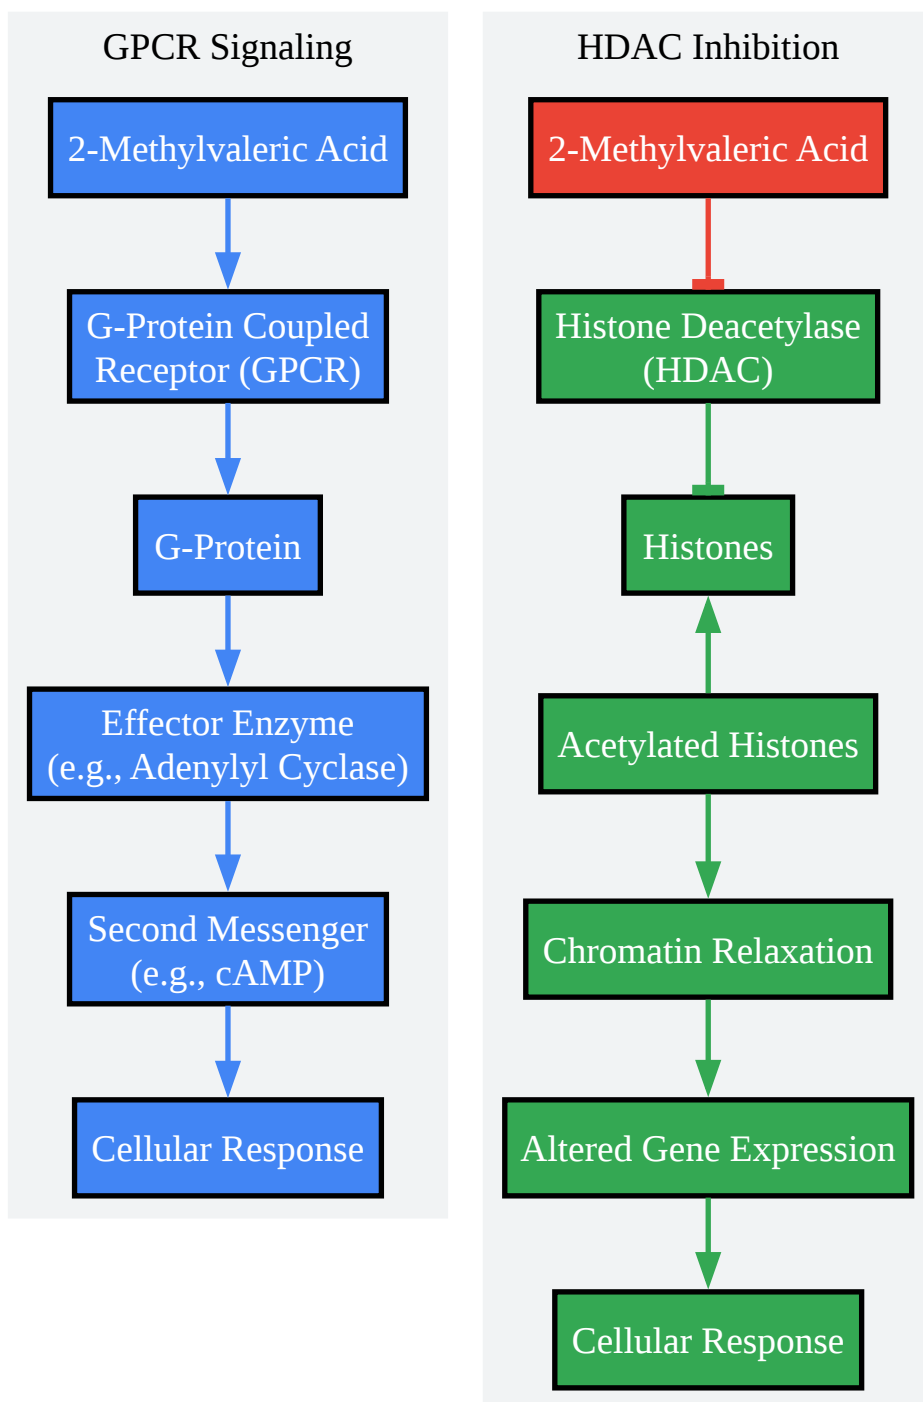 GPCR Signaling
2-Methylvaleric Acid
G-Protein Coupled
Receptor (GPCR)
G-Protein
Effector Enzyme
(e.g., Adenylyl Cyclase)
Second Messenger
(e.g., cAMP)
Cellular Response
HDAC Inhibition
2-Methylvaleric Acid
Histone Deacetylase
(HDAC)
Histones
Acetylated Histones
Chromatin Relaxation
Altered Gene Expression
Cellular Response